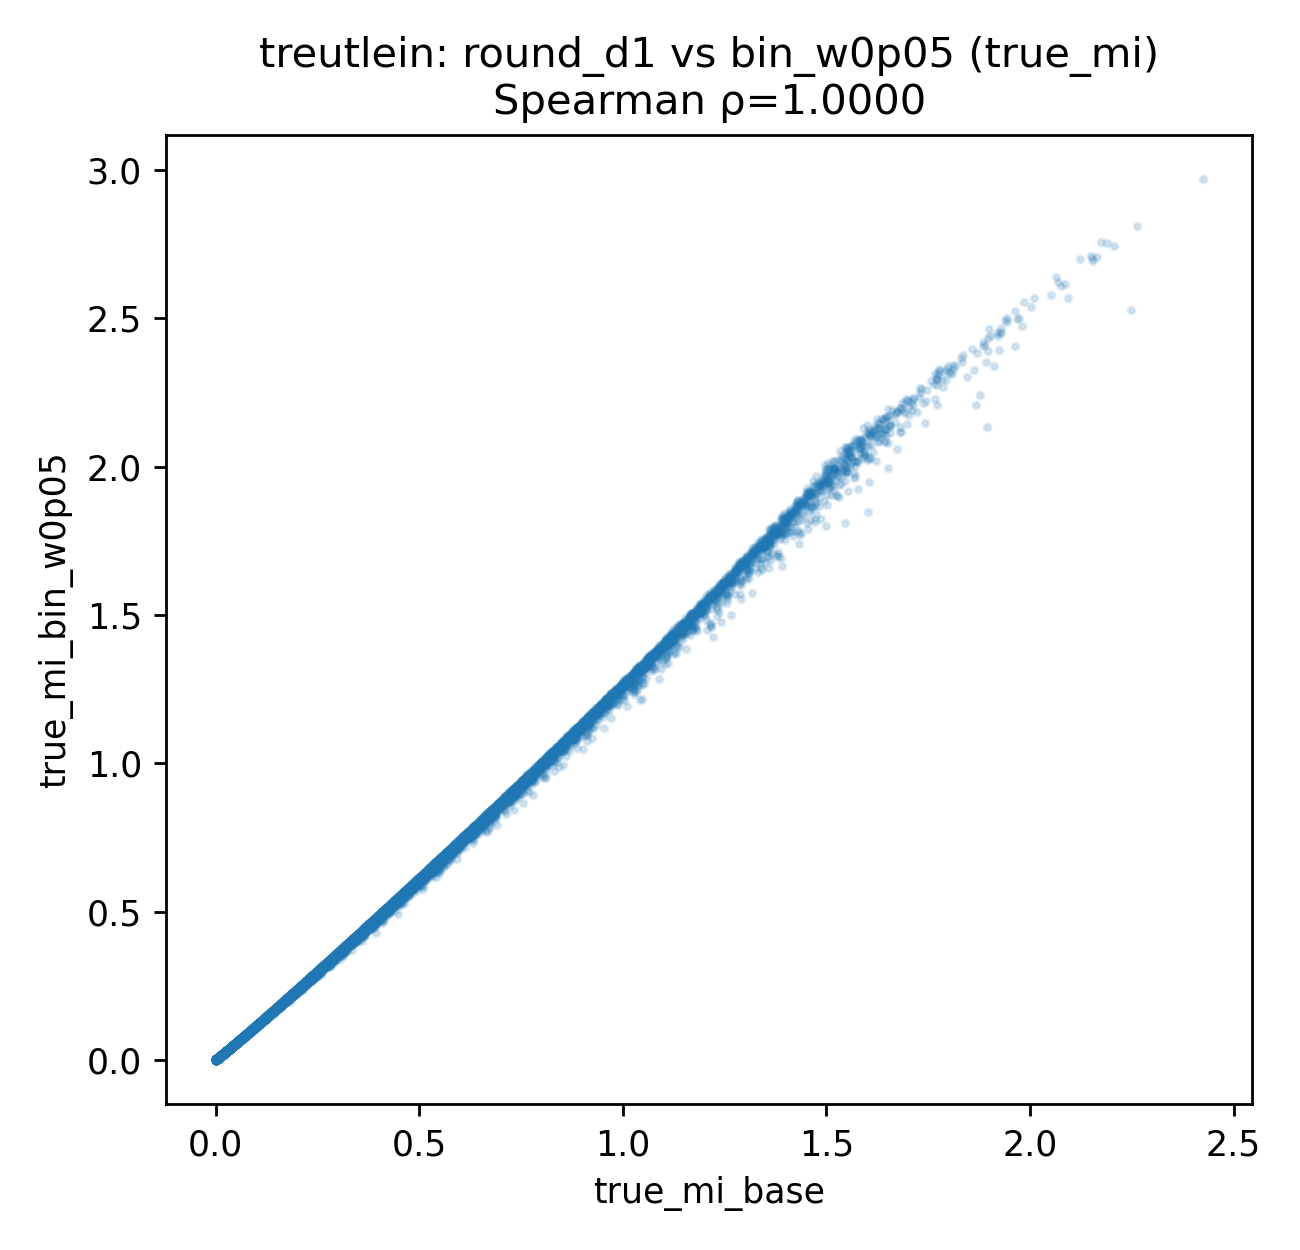 treutlein: round_d1 vs bin_w0p05 (true_mi)
Spearman ρ=1.0000
3.0
2.5
2.0
1.5
1.0
0.5
0.0
true_mi_bin_w0p05
0.0 0.5 1.0 1.5 2.0 2.5
true_mi_base